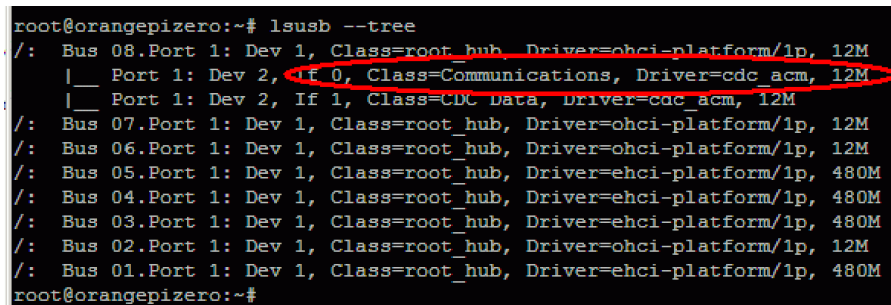 root@orangepizero:~# lsusb --tree
/:  Bus 08.Port 1: Dev 1, Class=root_hub, Driver=ohci-platform/1p, 12M
    |__ Port 1: Dev 2, If 0, Class=Communications, Driver=cdc_acm, 12M
    |__ Port 1: Dev 2, If 1, Class=CDC Data, Driver=cdc_acm, 12M
/:  Bus 07.Port 1: Dev 1, Class=root_hub, Driver=ohci-platform/1p, 12M
/:  Bus 06.Port 1: Dev 1, Class=root_hub, Driver=ohci-platform/1p, 12M
/:  Bus 05.Port 1: Dev 1, Class=root_hub, Driver=ehci-platform/1p, 480M
/:  Bus 04.Port 1: Dev 1, Class=root_hub, Driver=ehci-platform/1p, 480M
/:  Bus 03.Port 1: Dev 1, Class=root_hub, Driver=ehci-platform/1p, 480M
/:  Bus 02.Port 1: Dev 1, Class=root_hub, Driver=ohci-platform/1p, 12M
/:  Bus 01.Port 1: Dev 1, Class=root_hub, Driver=ehci-platform/1p, 480M
root@orangepizero:~#